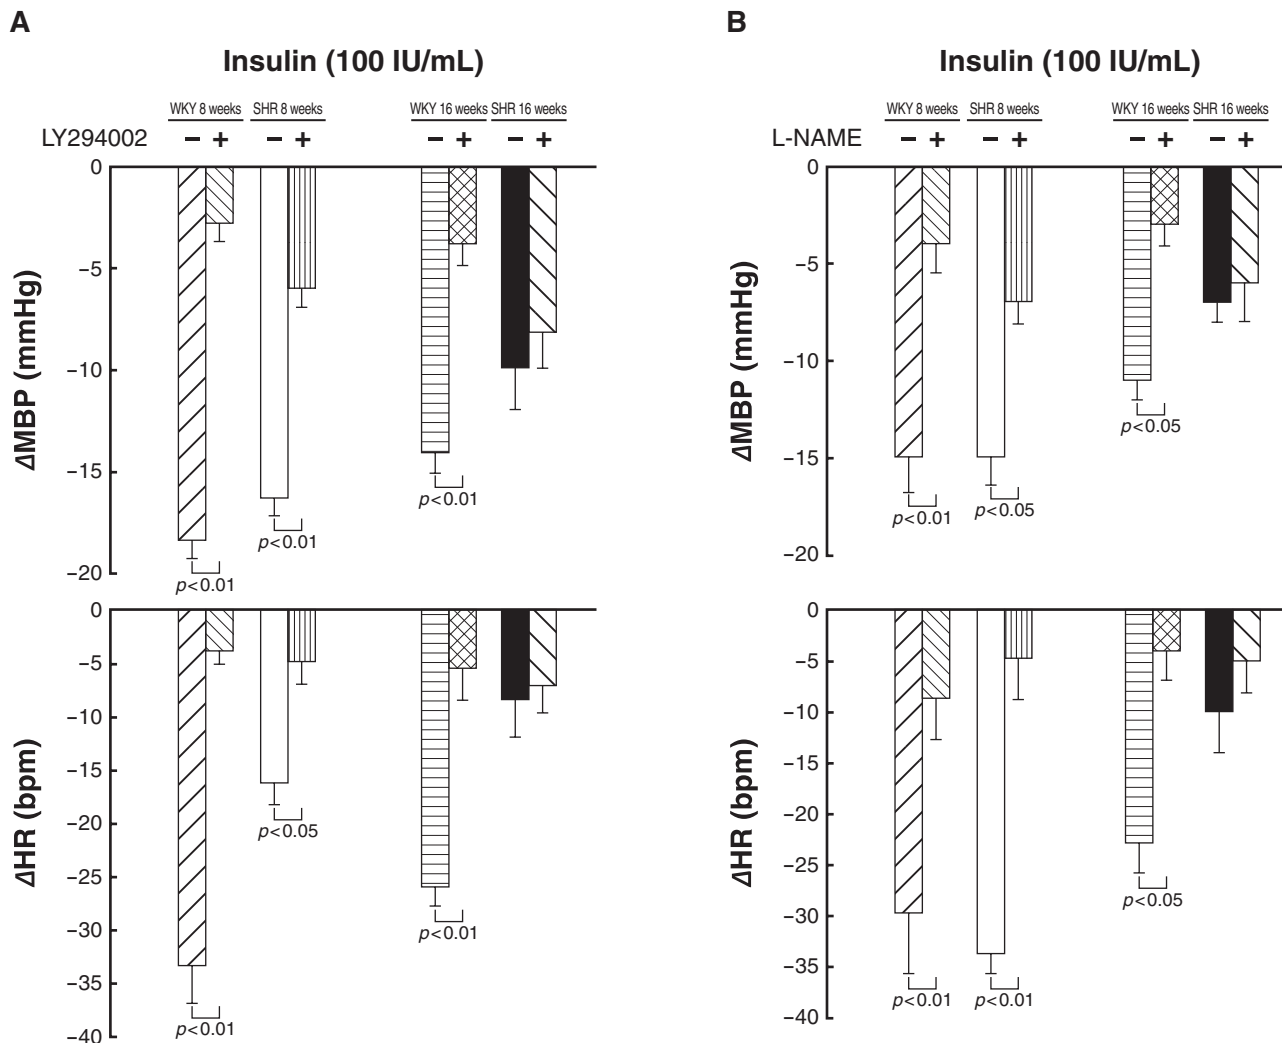 A
Insulin (100 IU/mL)
WKY 8 weeks SHR 8 weeks WKY 16 weeks SHR 16 weeks
LY294002 − + − + − + − +
0
−5
−10
−15
−20
ΔMBP (mmHg)
p<0.01
p<0.01
p<0.01
0
−5
−10
−15
−20
−25
−30
−35
−40
ΔHR (bpm)
p<0.01
p<0.05
p<0.01
B
Insulin (100 IU/mL)
WKY 8 weeks SHR 8 weeks WKY 16 weeks SHR 16 weeks
L-NAME − + − + − + − +
0
−5
−10
−15
−20
ΔMBP (mmHg)
p<0.01
p<0.05
p<0.05
0
−5
−10
−15
−20
−25
−30
−35
−40
ΔHR (bpm)
p<0.01
p<0.01
p<0.05